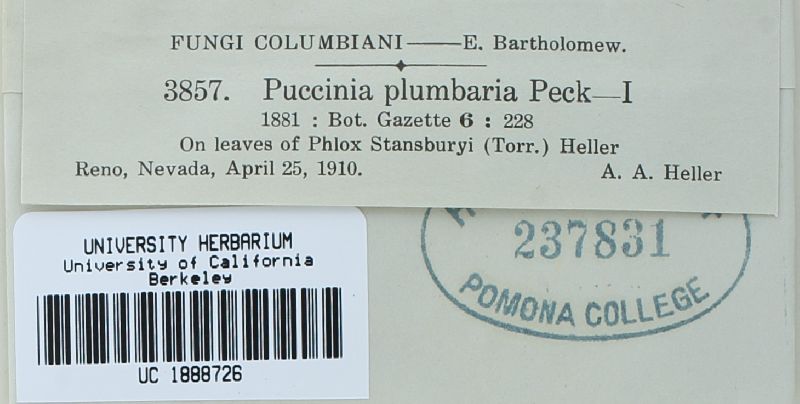 FUNGI COLUMBIANI——E. Bartholomew.
3857. Puccinia plumbaria Peck—I
1881 : Bot. Gazette 6 : 228
On leaves of Phlox Stansburyi (Torr.) Heller
Reno, Nevada, April 25, 1910. A. A. Heller
237831
POMONA COLLEGE
UNIVERSITY HERBARIUM
University of California
Berkeley
UC 1888726